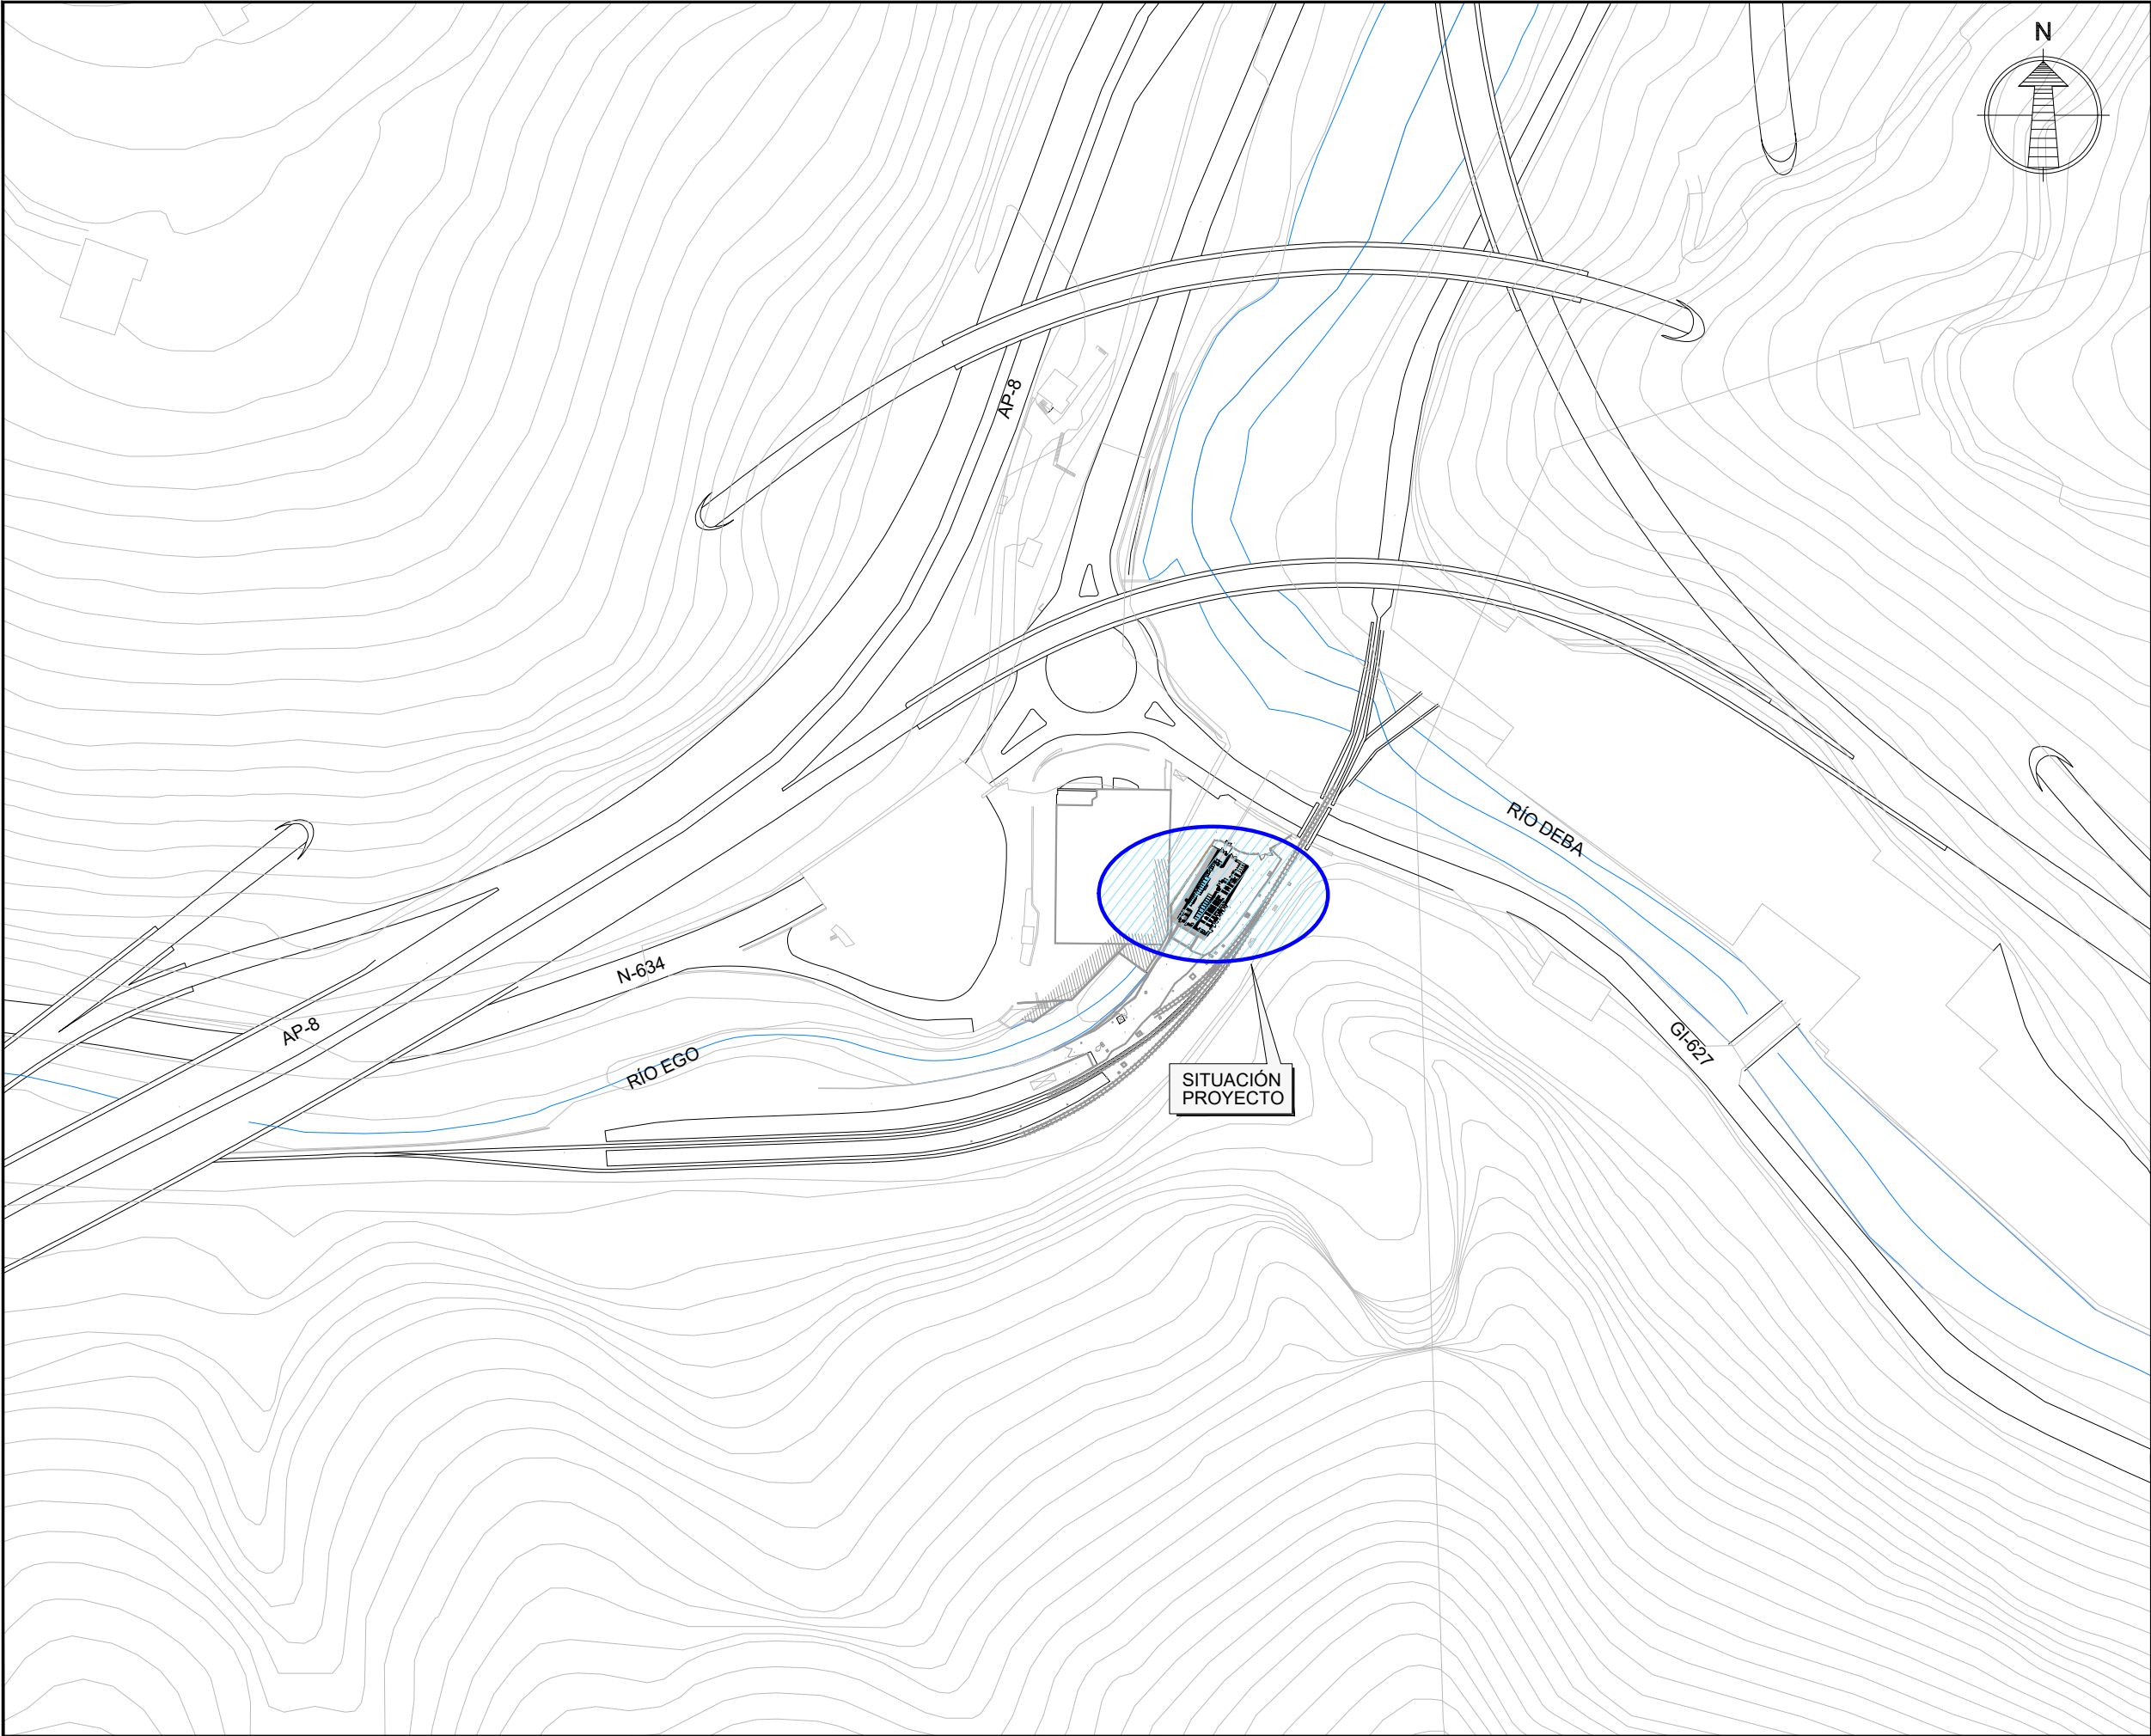 N
AP-8
RÍO DEBA
N-634
AP-8
RÍO EGO
GI-627
SITUACIÓN
PROYECTO